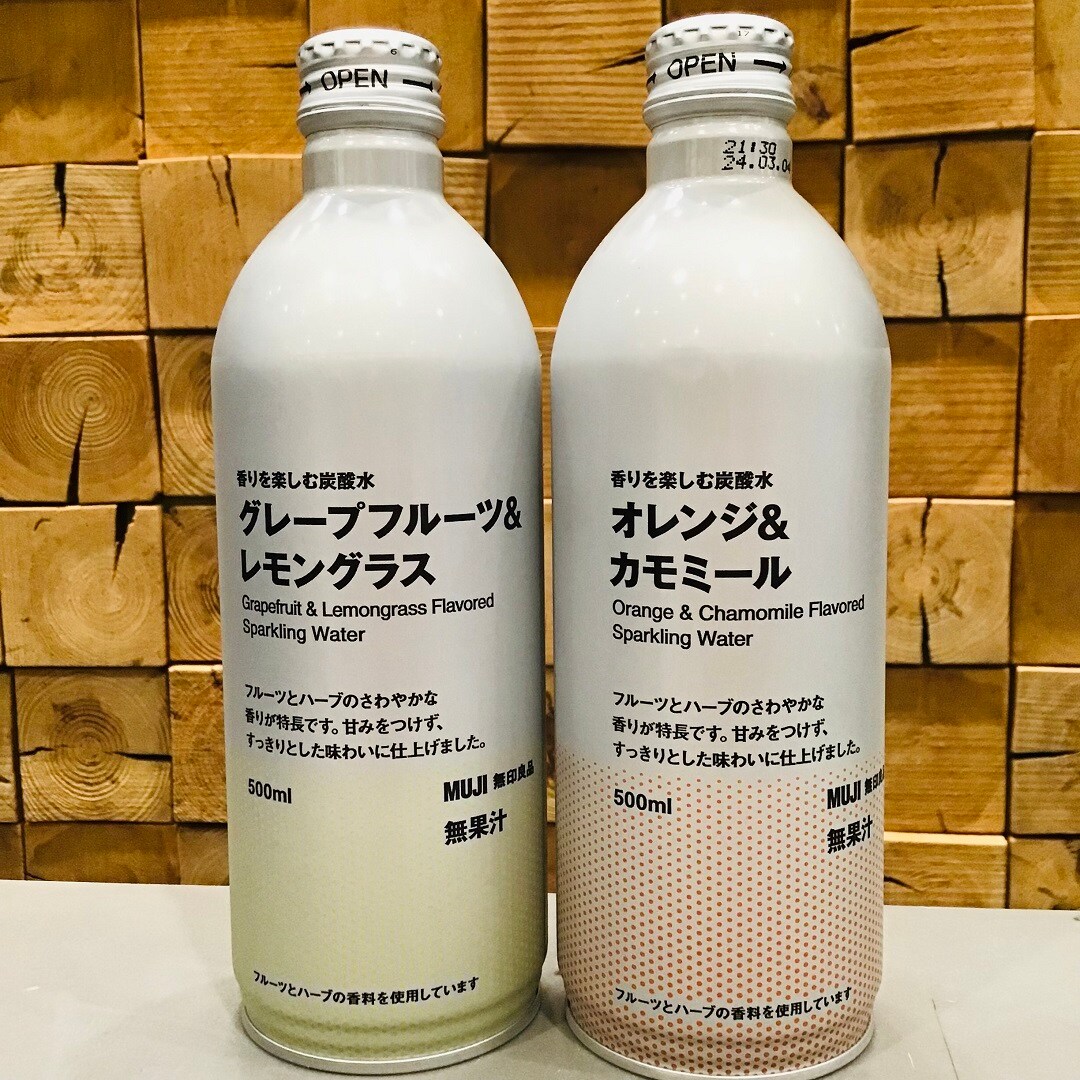 6
OPEN
香りを楽しむ炭酸水
グレープフルーツ&
レモングラス
Grapefruit & Lemongrass Flavored
Sparkling Water
フルーツとハーブのさわやかな
香りが特長です。甘みをつけず、
すっきりとした味わいに仕上げました。
500ml
MUJI 無印良品
無果汁
フルーツとハーブの香料を使用しています
17
OPEN
21:30
24.03.04
香りを楽しむ炭酸水
オレンジ&
カモミール
Orange & Chamomile Flavored
Sparkling Water
フルーツとハーブのさわやかな
香りが特長です。甘みをつけず、
すっきりとした味わいに仕上げました。
500ml
MUJI 無印良品
無果汁
フルーツとハーブの香料を使用しています